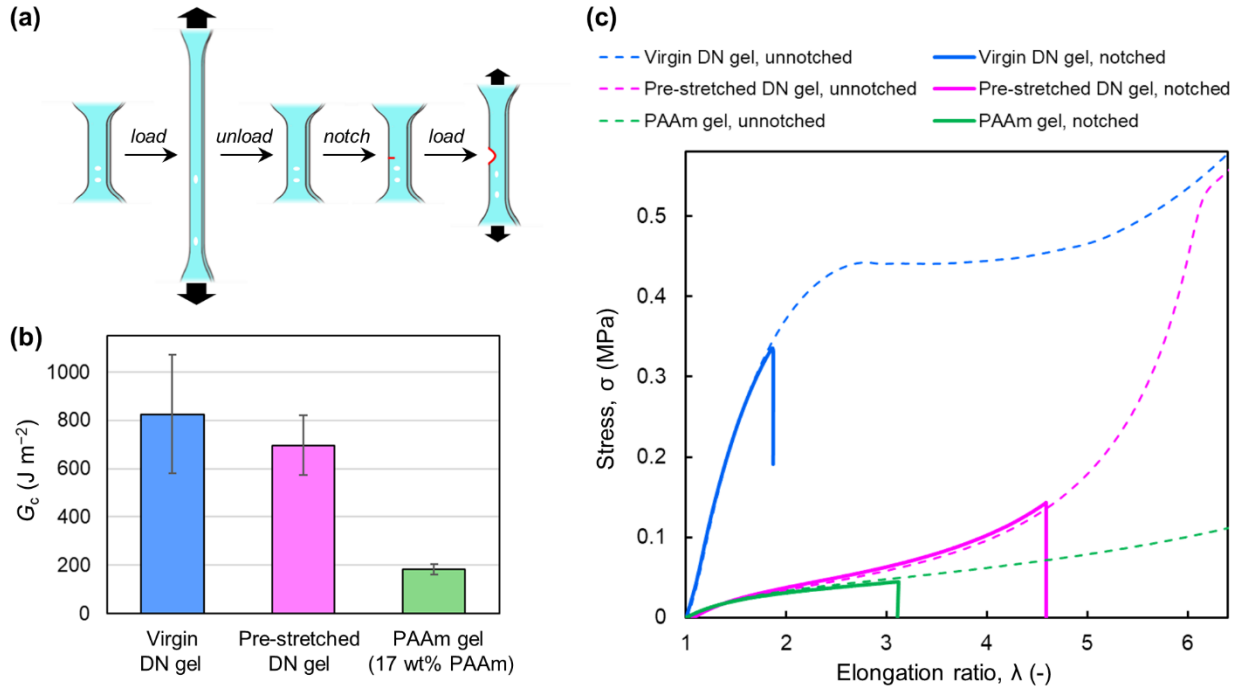 (a)
load
unload
notch
load
(b)
G_c (J m⁻²)
1000
800
600
400
200
0
Virgin
DN gel
Pre-stretched
DN gel
PAAm gel
(17 wt% PAAm)
(c)
Virgin DN gel, unnotched
Virgin DN gel, notched
Pre-stretched DN gel, unnotched
Pre-stretched DN gel, notched
PAAm gel, unnotched
PAAm gel, notched
Stress, σ (MPa)
0.5
0.4
0.3
0.2
0.1
0
1 2 3 4 5 6
Elongation ratio, λ (-)